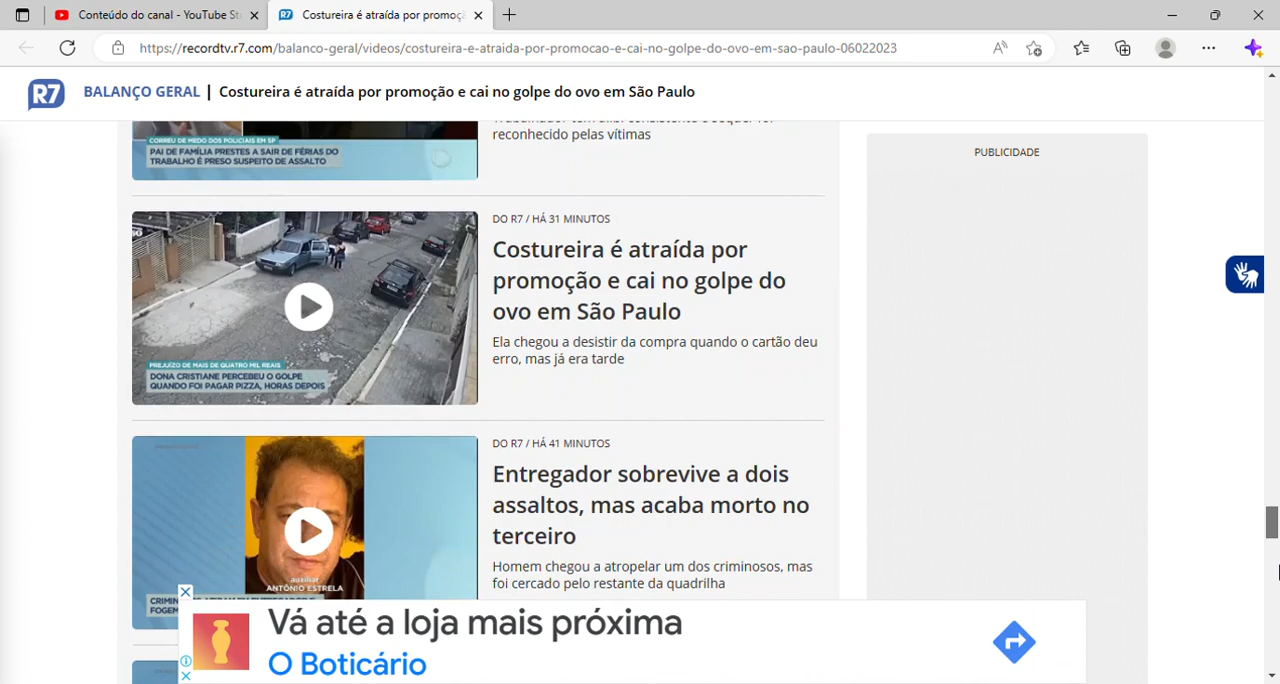 Conteúdo do canal - YouTube St
Costureira é atraída por promoçã
https://recordtv.r7.com/balanco-geral/videos/costureira-e-atraida-por-promocao-e-cai-no-golpe-do-ovo-em-sao-paulo-06022023
R7 BALANÇO GERAL | Costureira é atraída por promoção e cai no golpe do ovo em São Paulo
reconhecido pelas vítimas
CORREU DE MEDO DOS POLICIAIS EM SP
PAI DE FAMÍLIA PRESTES A SAIR DE FÉRIAS DO
TRABALHO É PRESO SUSPEITO DE ASSALTO
PUBLICIDADE
DO R7 / HÁ 31 MINUTOS
Costureira é atraída por
promoção e cai no golpe do
ovo em São Paulo
Ela chegou a desistir da compra quando o cartão deu
erro, mas já era tarde
PREJUÍZO DE MAIS DE QUATRO MIL REAIS
DONA CRISTIANE PERCEBEU O GOLPE
QUANDO FOI PAGAR PIZZA, HORAS DEPOIS
DO R7 / HÁ 41 MINUTOS
Entregador sobrevive a dois
assaltos, mas acaba morto no
terceiro
Homem chegou a atropelar um dos criminosos, mas
foi cercado pelo restante da quadrilha
auxiliar
ANTÔNIO ESTRELA
FOGEM
Vá até a loja mais próxima
O Boticário